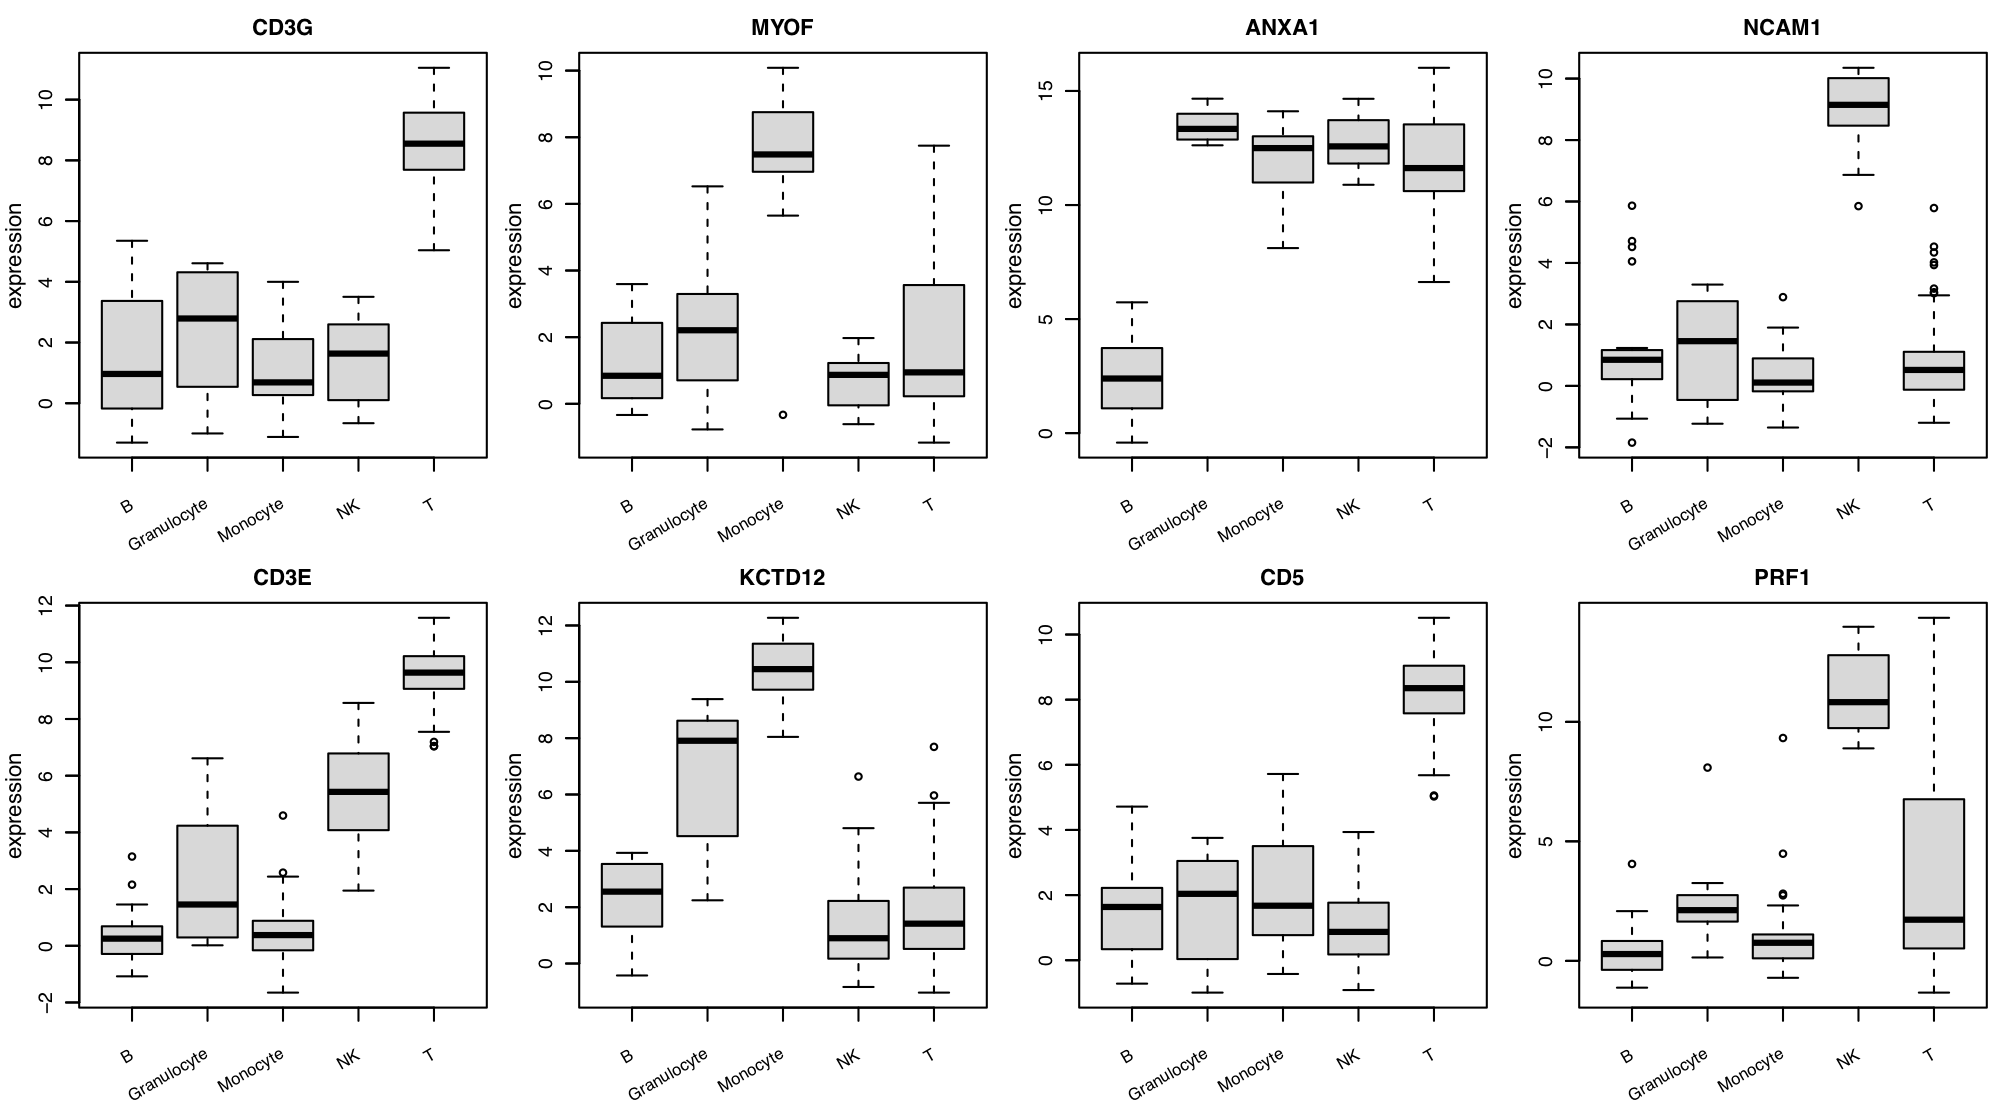 CD3G
expression
0 2 4 6 8 10
B Granulocyte Monocyte NK T
MYOF
expression
0 2 4 6 8 10
B Granulocyte Monocyte NK T
ANXA1
expression
0 5 10 15
B Granulocyte Monocyte NK T
NCAM1
expression
−2 0 2 4 6 8 10
B Granulocyte Monocyte NK T
CD3E
expression
−2 0 2 4 6 8 10 12
B Granulocyte Monocyte NK T
KCTD12
expression
0 2 4 6 8 10 12
B Granulocyte Monocyte NK T
CD5
expression
0 2 4 6 8 10
B Granulocyte Monocyte NK T
PRF1
expression
0 5 10
B Granulocyte Monocyte NK T